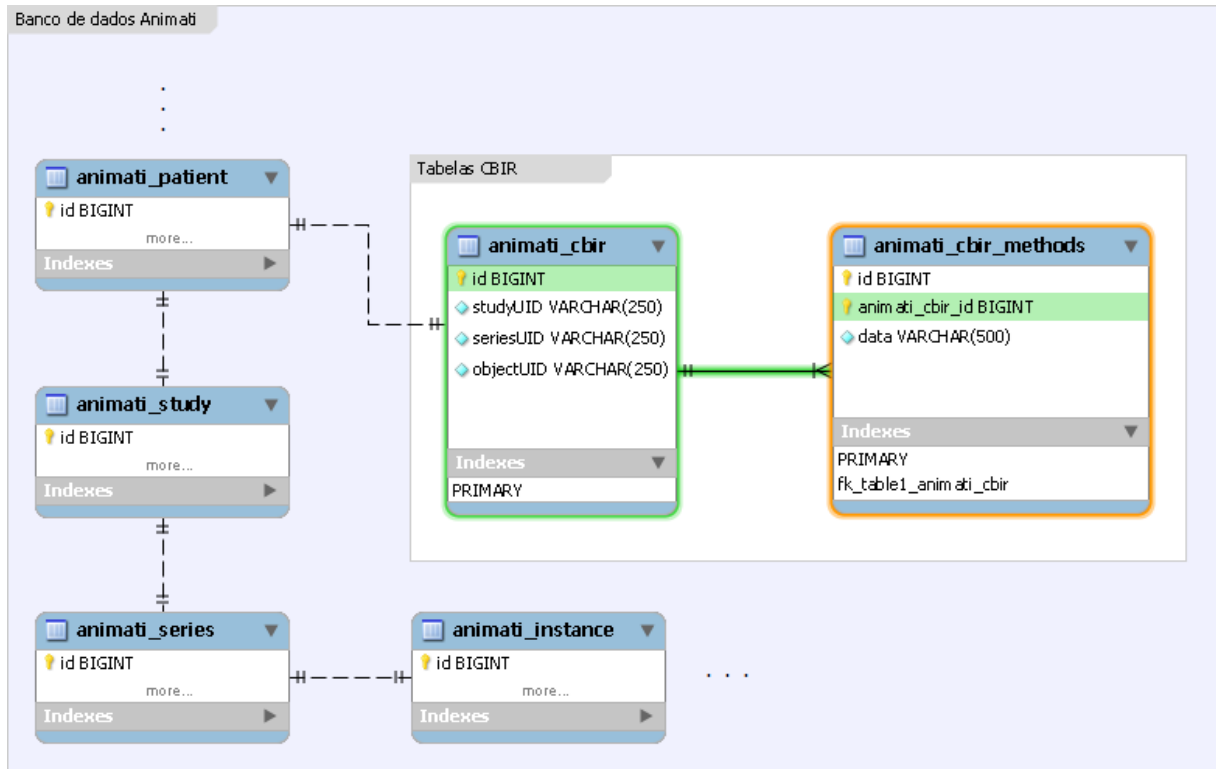 Banco de dados Animati
.
.
.
animati_patient
id BIGINT
more...
Indexes
animati_study
id BIGINT
more...
Indexes
animati_series
id BIGINT
more...
Indexes
animati_instance
id BIGINT
more...
Indexes
. . .
Tabelas CBIR
animati_cbir
id BIGINT
studyUID VARCHAR(250)
seriesUID VARCHAR(250)
objectUID VARCHAR(250)
Indexes
PRIMARY
animati_cbir_methods
id BIGINT
animati_cbir_id BIGINT
data VARCHAR(500)
Indexes
PRIMARY
fk_table1_animati_cbir